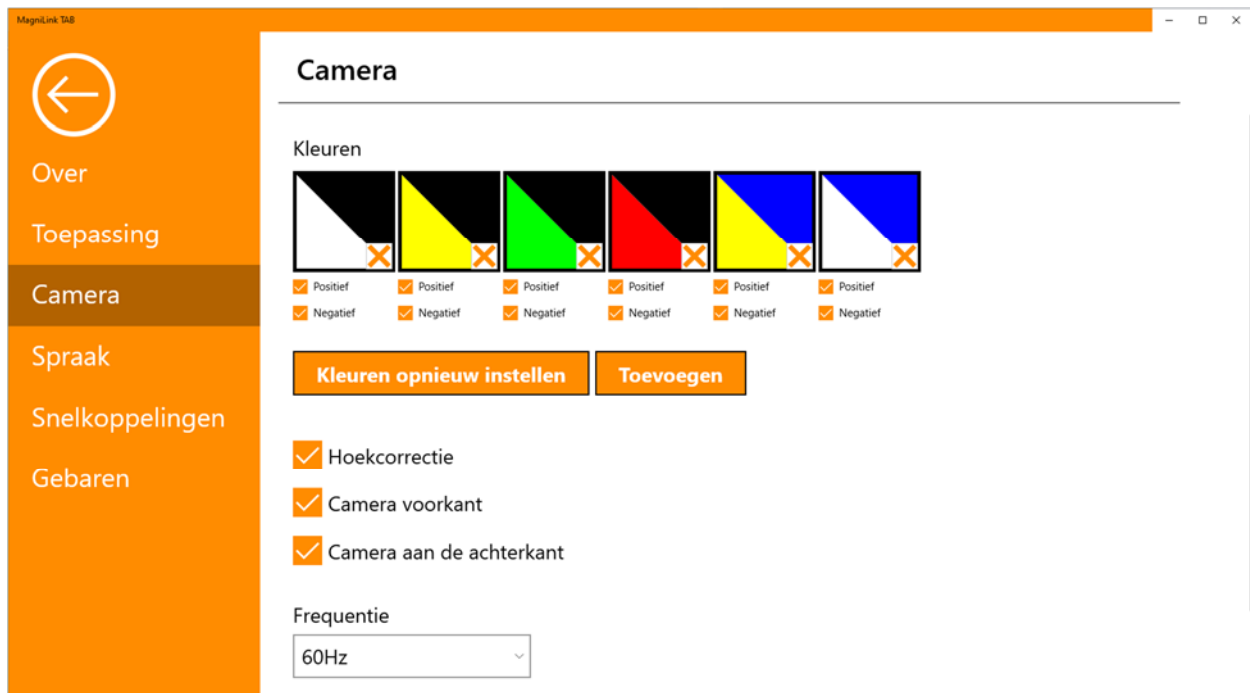 MagniLink TAB
Camera
Over
Toepassing
Camera
Spraak
Snelkoppelingen
Gebaren
Kleuren
Positief Positief Positief Positief Positief Positief
Negatief Negatief Negatief Negatief Negatief Negatief
Kleuren opnieuw instellen Toevoegen
Hoekcorrectie
Camera voorkant
Camera aan de achterkant
Frequentie
60Hz